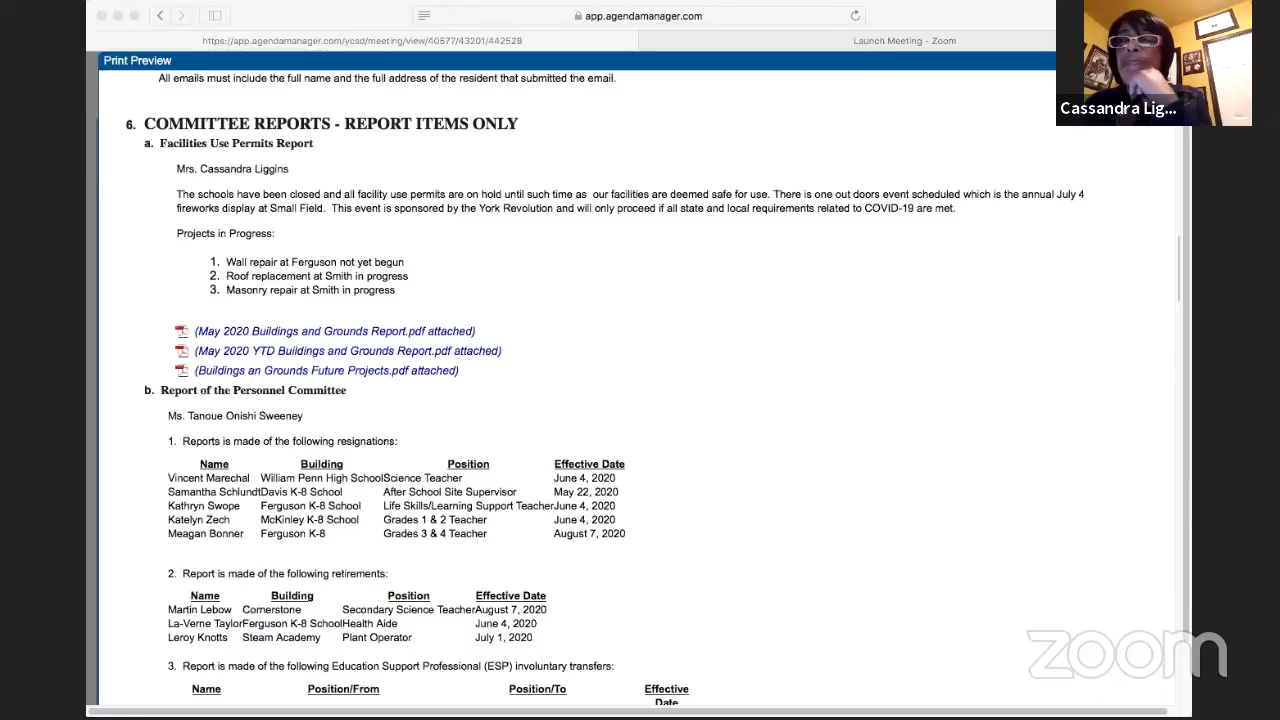 app.agendamanager.com
https://app.agendamanager.com/ycsd/meeting/view/40577/43201/442528
Launch Meeting - Zoom
Print Preview
All emails must include the full name and the full address of the resident that submitted the email.
Cassandra Lig...
6. COMMITTEE REPORTS - REPORT ITEMS ONLY
a. Facilities Use Permits Report
Mrs. Cassandra Liggins
The schools have been closed and all facility use permits are on hold until such time as our facilities are deemed safe for use. There is one out doors event scheduled which is the annual July 4
fireworks display at Small Field. This event is sponsored by the York Revolution and will only proceed if all state and local requirements related to COVID-19 are met.
Projects in Progress:
1. Wall repair at Ferguson not yet begun
2. Roof replacement at Smith in progress
3. Masonry repair at Smith in progress
(May 2020 Buildings and Grounds Report.pdf attached)
(May 2020 YTD Buildings and Grounds Report.pdf attached)
(Buildings an Grounds Future Projects.pdf attached)
b. Report of the Personnel Committee
Ms. Tanoue Onishi Sweeney
1. Reports is made of the following resignations:
Name Building Position Effective Date
Vincent Marechal William Penn High School Science Teacher June 4, 2020
Samantha Schlundt Davis K-8 School After School Site Supervisor May 22, 2020
Kathryn Swope Ferguson K-8 School Life Skills/Learning Support Teacher June 4, 2020
Katelyn Zech McKinley K-8 School Grades 1 & 2 Teacher June 4, 2020
Meagan Bonner Ferguson K-8 Grades 3 & 4 Teacher August 7, 2020
2. Report is made of the following retirements:
Name Building Position Effective Date
Martin Lebow Cornerstone Secondary Science Teacher August 7, 2020
La-Verne Taylor Ferguson K-8 School Health Aide June 4, 2020
Leroy Knotts Steam Academy Plant Operator July 1, 2020
3. Report is made of the following Education Support Professional (ESP) involuntary transfers:
Name Position/From Position/To Effective
Date
zoom